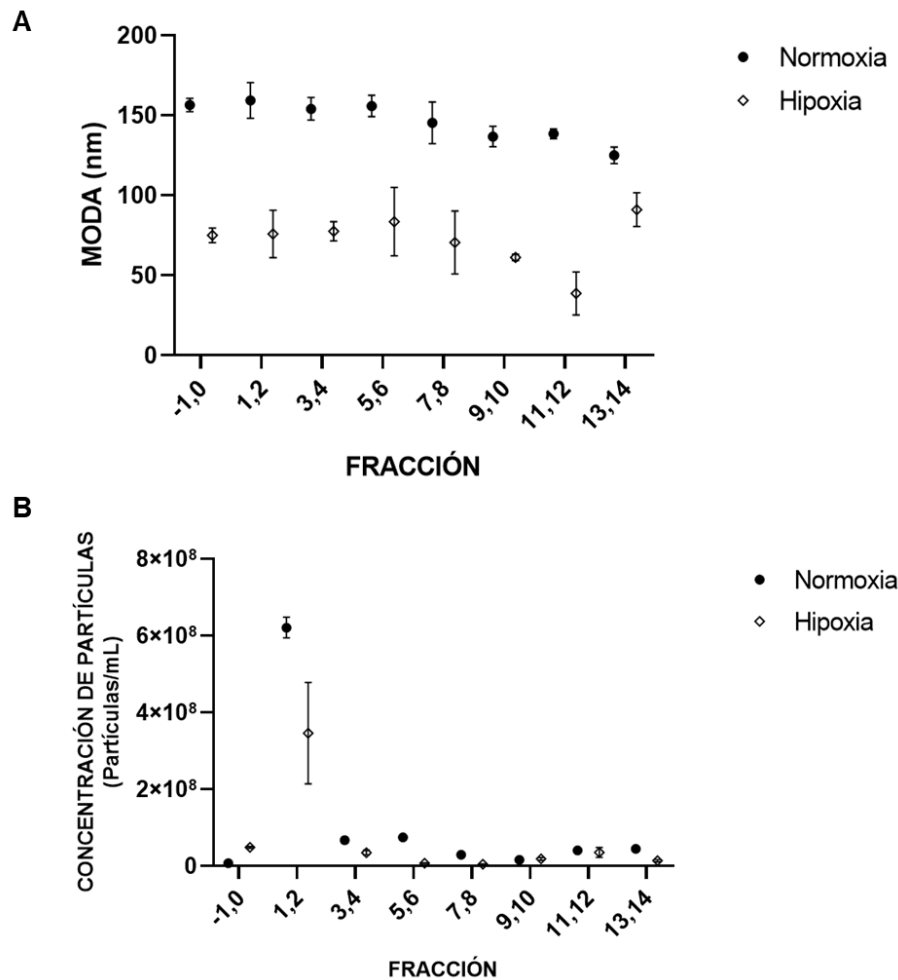 A
200
150
100
50
0
MODA (nm)
-1,0
1,2
3,4
5,6
7,8
9,10
11,12
13,14
FRACCIÓN
Normoxia
Hipoxia
B
8×10⁸
6×10⁸
4×10⁸
2×10⁸
0
CONCENTRACIÓN DE PARTÍCULAS
(Partículas/mL)
-1,0
1,2
3,4
5,6
7,8
9,10
11,12
13,14
FRACCIÓN
Normoxia
Hipoxia